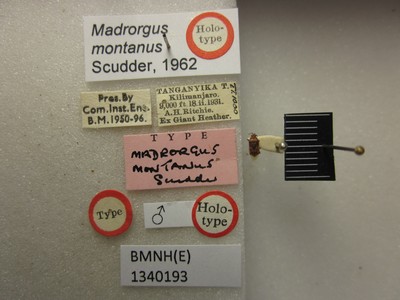 Madrorgus
montanus
Scudder, 1962
Holo-
type
Pres. By
Com. Inst. Ent.
B.M. 1950-96.
TANGANYIKA T.
Kilimanjaro.
9,000 ft. 18.ii.1931.
A.H. Ritchie.
Ex Giant Heather.
TYPE
MADRORGUS
MONTANUS
Scudder
Type
♂
Holo-
type
BMNH(E)
1340193